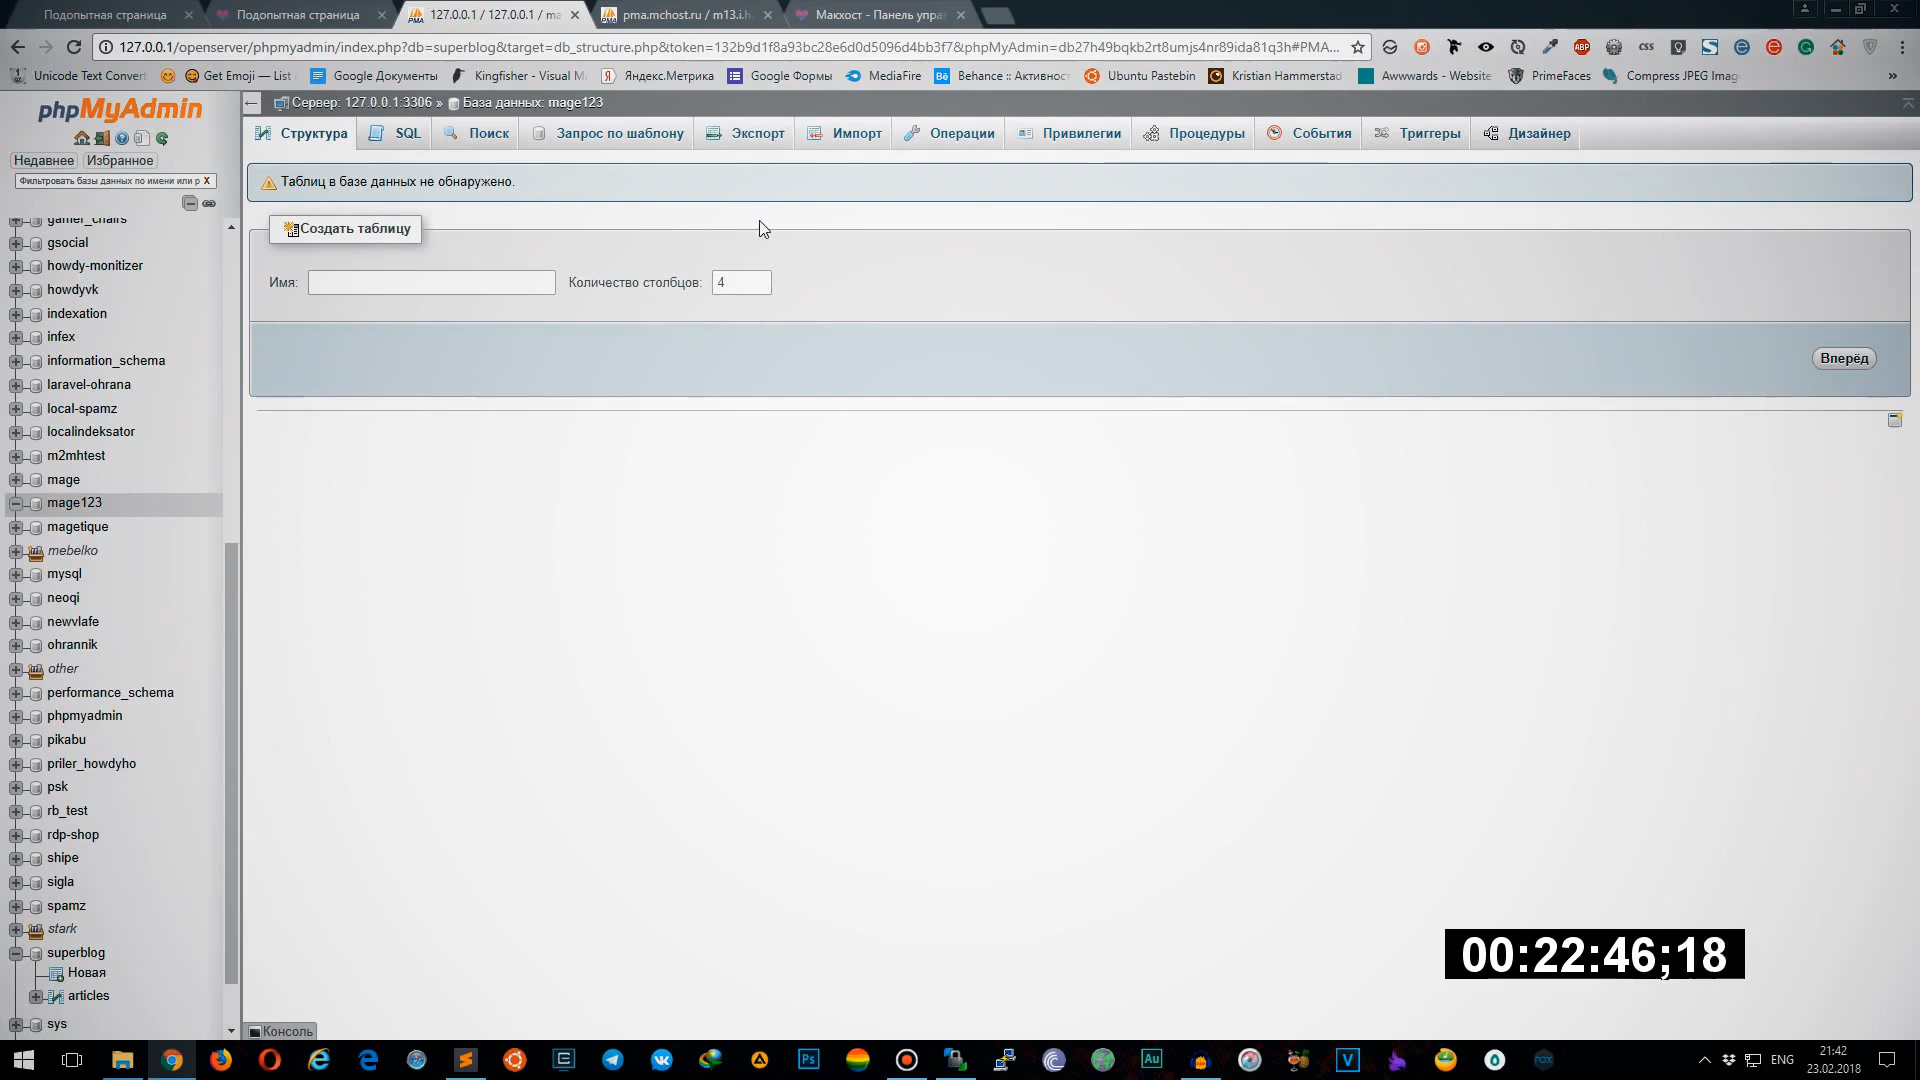 Подопытная страница
Подопытная страница
127.0.0.1 / 127.0.0.1 / ma
pma.mchost.ru / m13.i.h
Макхост - Панель упра
127.0.0.1/openserver/phpmyadmin/index.php?db=superblog&target=db_structure.php&token=132b9d1f8a93bc28e6d0d5096d4bb3f7&phpMyAdmin=db27h49bqkb2rt8umjs4nr89ida81q3h#PMA...
Unicode Text Convert
Get Emoji — List
Google Документы
Kingfisher - Visual M
Яндекс.Метрика
Google Формы
MediaFire
Behance :: Активност
Ubuntu Pastebin
Kristian Hammerstad
Awwwards - Website
PrimeFaces
Compress JPEG Imag
phpMyAdmin
Недавнее
Избранное
Фильтровать базы данных по имени или р X
gamer_chairs
gsocial
howdy-monitizer
howdyvk
indexation
infex
information_schema
laravel-ohrana
local-spamz
localindeksator
m2mhtest
mage
mage123
magetique
mebelko
mysql
neoqi
newvlafe
ohrannik
other
performance_schema
phpmyadmin
pikabu
priler_howdyho
psk
rb_test
rdp-shop
shipe
sigla
spamz
stark
superblog
Новая
articles
sys
Сервер: 127.0.0.1:3306 » База данных: mage123
Структура
SQL
Поиск
Запрос по шаблону
Экспорт
Импорт
Операции
Привилегии
Процедуры
События
Триггеры
Дизайнер
Таблиц в базе данных не обнаружено.
Создать таблицу
Имя:
Количество столбцов: 4
Вперёд
00:22:46;18
Консоль
ENG
21:42
23.02.2018